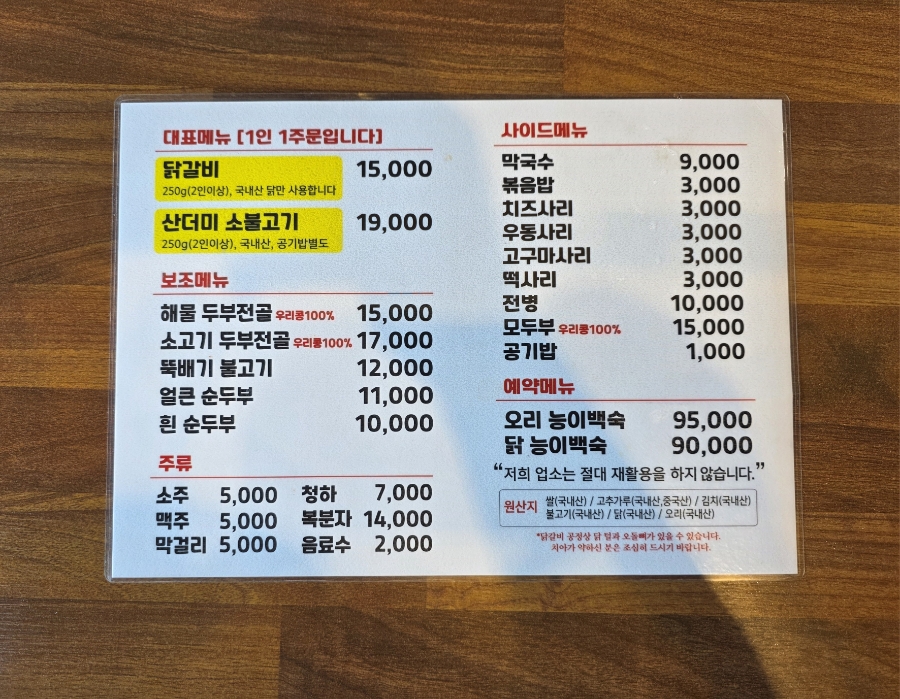 대표메뉴 [1인 1주문입니다]
닭갈비 15,000
250g(2인이상), 국내산 닭만 사용합니다
산더미 소불고기 19,000
250g(2인이상), 국내산, 공기밥별도
보조메뉴
해물 두부전골 우리콩100% 15,000
소고기 두부전골 우리콩100% 17,000
뚝배기 불고기 12,000
얼큰 순두부 11,000
흰 순두부 10,000
주류
소주 5,000 청하 7,000
맥주 5,000 복분자 14,000
막걸리 5,000 음료수 2,000
사이드메뉴
막국수 9,000
볶음밥 3,000
치즈사리 3,000
우동사리 3,000
고구마사리 3,000
떡사리 3,000
전병 10,000
모두부 우리콩100% 15,000
공기밥 1,000
예약메뉴
오리 능이백숙 95,000
닭 능이백숙 90,000
“저희 업소는 절대 재활용을 하지 않습니다.”
원산지 쌀(국내산) / 고추가루(국내산,중국산) / 김치(국내산)
불고기(국내산) / 닭(국내산) / 오리(국내산)
*닭갈비 공정상 닭 털과 오돌뼈가 있을 수 있습니다.
치아가 약하신 분은 조심히 드시기 바랍니다.